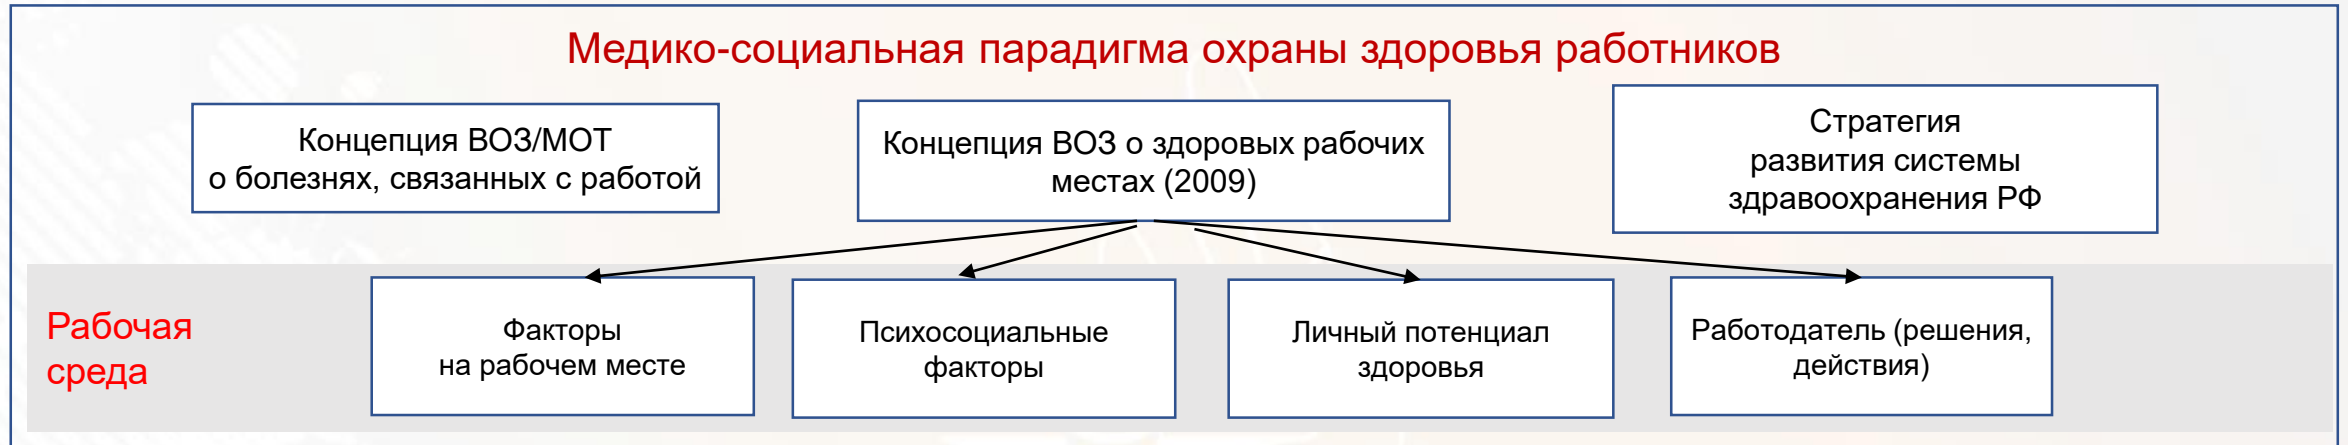 Медико-социальная парадигма охраны здоровья работников
Концепция ВОЗ/МОТ
о болезнях, связанных с работой
Концепция ВОЗ о здоровых рабочих
местах (2009)
Стратегия
развития системы
здравоохранения РФ
Рабочая
среда
Факторы
на рабочем месте
Психосоциальные
факторы
Личный потенциал
здоровья
Работодатель (решения,
действия)